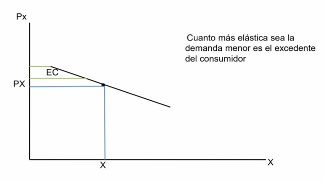 Px
Cuanto más elástica sea la
demanda menor es el excedente
del consumidor
EC
PX
X
X